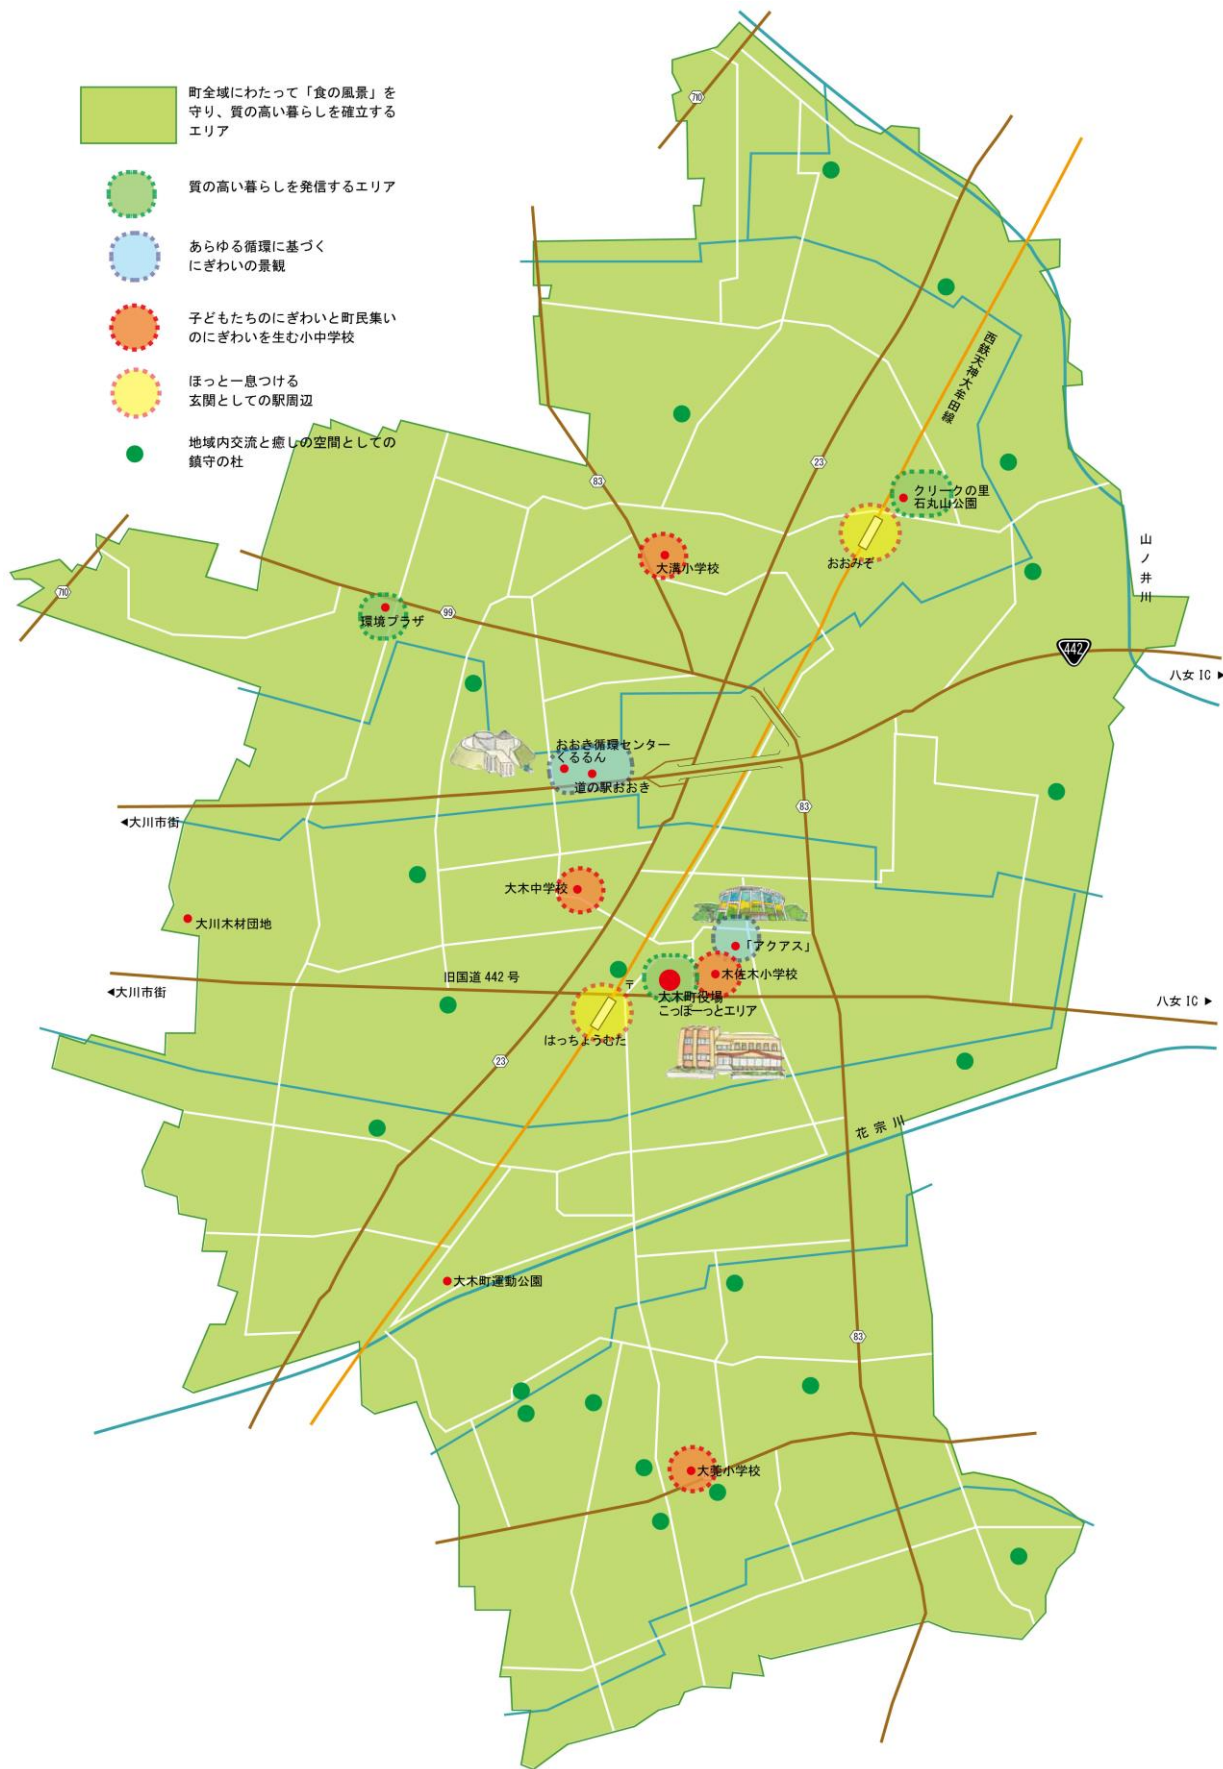 町全域にわたって「食の風景」を
守り、質の高い暮らしを確立する
エリア
質の高い暮らしを発信するエリア
あらゆる循環に基づく
にぎわいの景観
子どもたちのにぎわいと町民集い
のにぎわいを生む小中学校
ほっと一息つける
玄関としての駅周辺
地域内交流と癒しの空間としての
鎮守の杜
710
西鉄天神大牟田線
23
83
クリークの里
石丸山公園
おおみぞ
大溝小学校
山ノ井川
710
99
環境プラザ
442
八女 IC ▶
おおき循環センター
くるるん
道の駅おおき
83
◀大川市街
大木中学校
大川木材団地
「アクアス」
木佐木小学校
旧国道 442 号
〒
◀大川市街
大木町役場
こっぽーっとエリア
八女 IC ▶
はっちょうむた
23
花宗川
大木町運動公園
83
大莞小学校